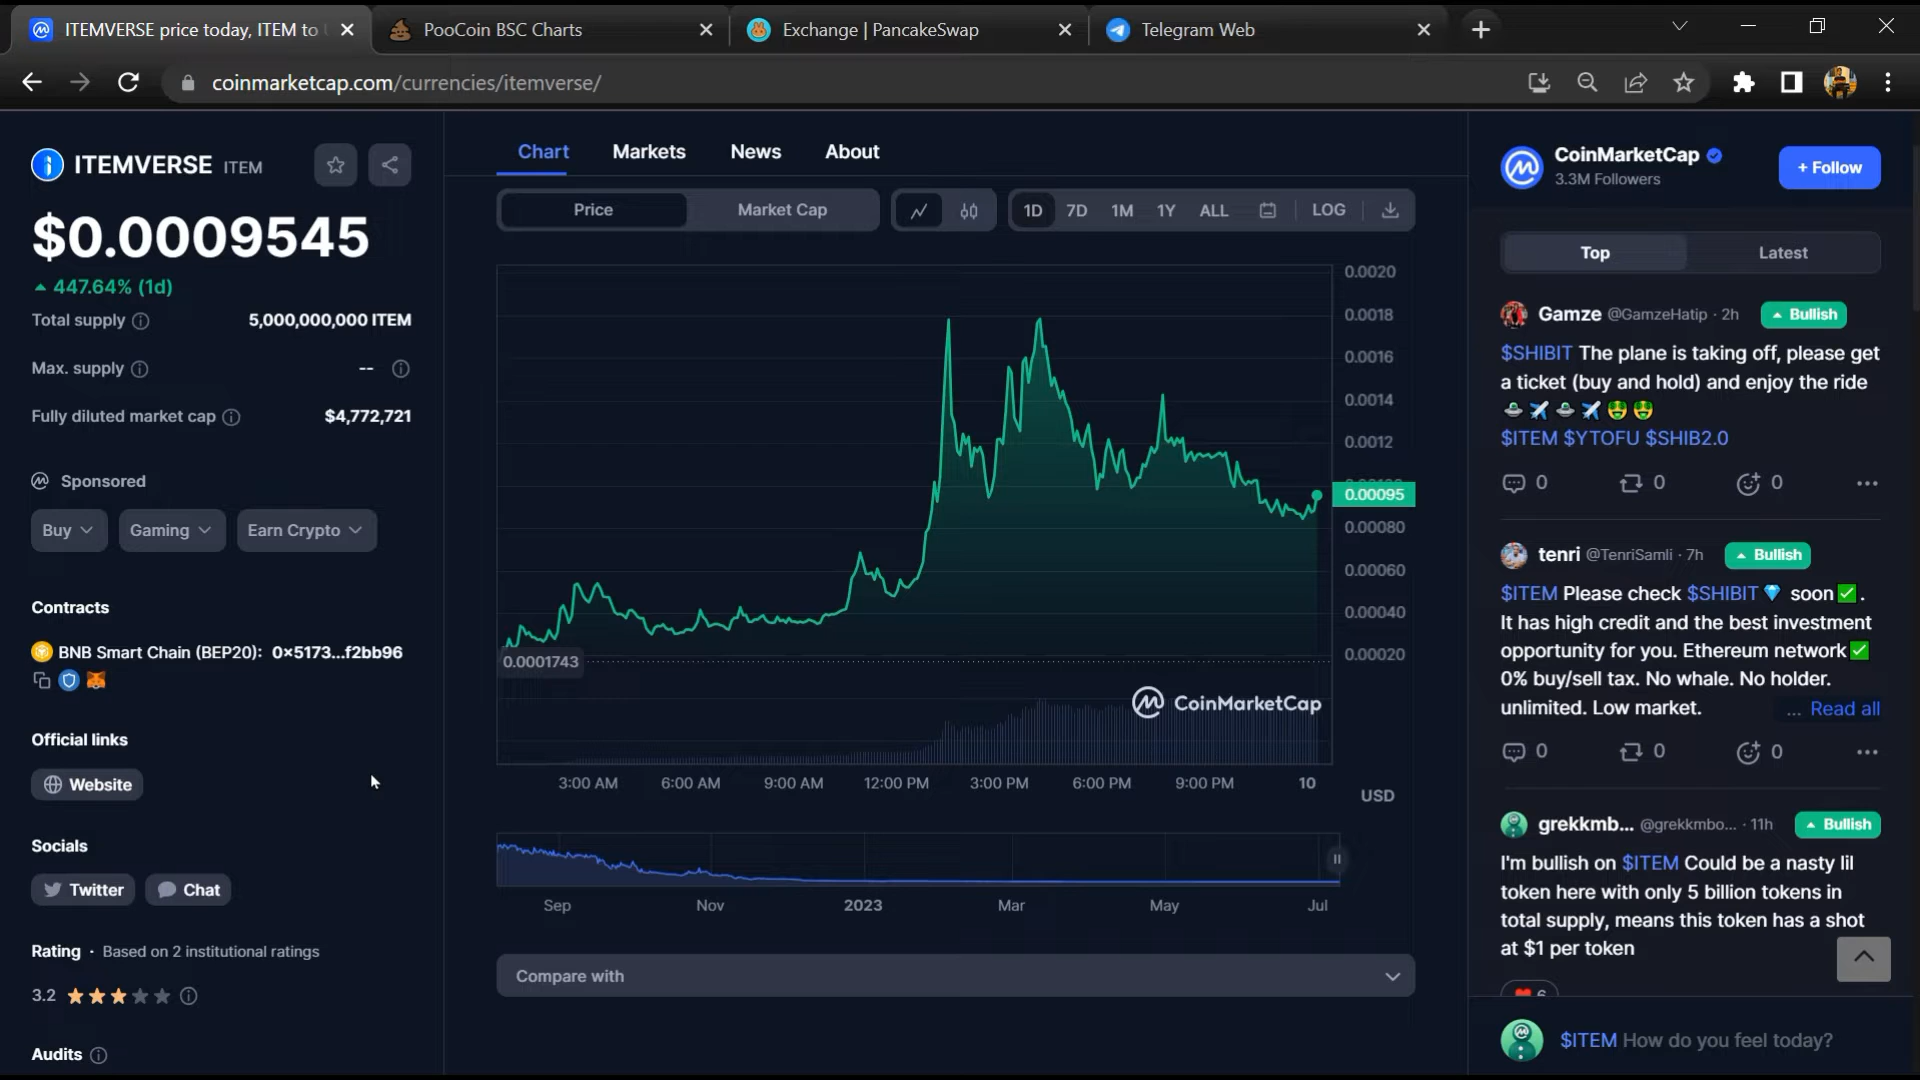 ITEMVERSE price today, ITEM to
PooCoin BSC Charts
Exchange | PancakeSwap
Telegram Web
coinmarketcap.com/currencies/itemverse/
ITEMVERSE ITEM
$0.0009545
447.64% (1d)
Total supply 5,000,000,000 ITEM
Max. supply --
Fully diluted market cap $4,772,721
Sponsored
Buy Gaming Earn Crypto
Contracts
BNB Smart Chain (BEP20): 0x5173...f2bb96
Official links
Website
Socials
Twitter Chat
Rating · Based on 2 institutional ratings
3.2
Audits
Chart Markets News About
Price Market Cap 1D 7D 1M 1Y ALL LOG
0.0020
0.0018
0.0016
0.0014
0.0012
0.00095
0.00080
0.00060
0.00040
0.00020
0.0001743
CoinMarketCap
3:00 AM 6:00 AM 9:00 AM 12:00 PM 3:00 PM 6:00 PM 9:00 PM 10
USD
Sep Nov 2023 Mar May Jul
Compare with
CoinMarketCap
3.3M Followers
+ Follow
Top Latest
Gamze @GamzeHatip · 2h Bullish
$SHIBIT The plane is taking off, please get
a ticket (buy and hold) and enjoy the ride
🛸✈️🛸✈️🤑🤑
$ITEM $YTOFU $SHIB2.0
0 0 0
tenri @TenriSamli · 7h Bullish
$ITEM Please check $SHIBIT💎 soon✅.
It has high credit and the best investment
opportunity for you. Ethereum network✅
0% buy/sell tax. No whale. No holder.
unlimited. Low market. ... Read all
0 0 0
grekkmb... @grekkmbo... · 11h Bullish
I'm bullish on $ITEM Could be a nasty lil
token here with only 5 billion tokens in
total supply, means this token has a shot
at $1 per token
$ITEM How do you feel today?